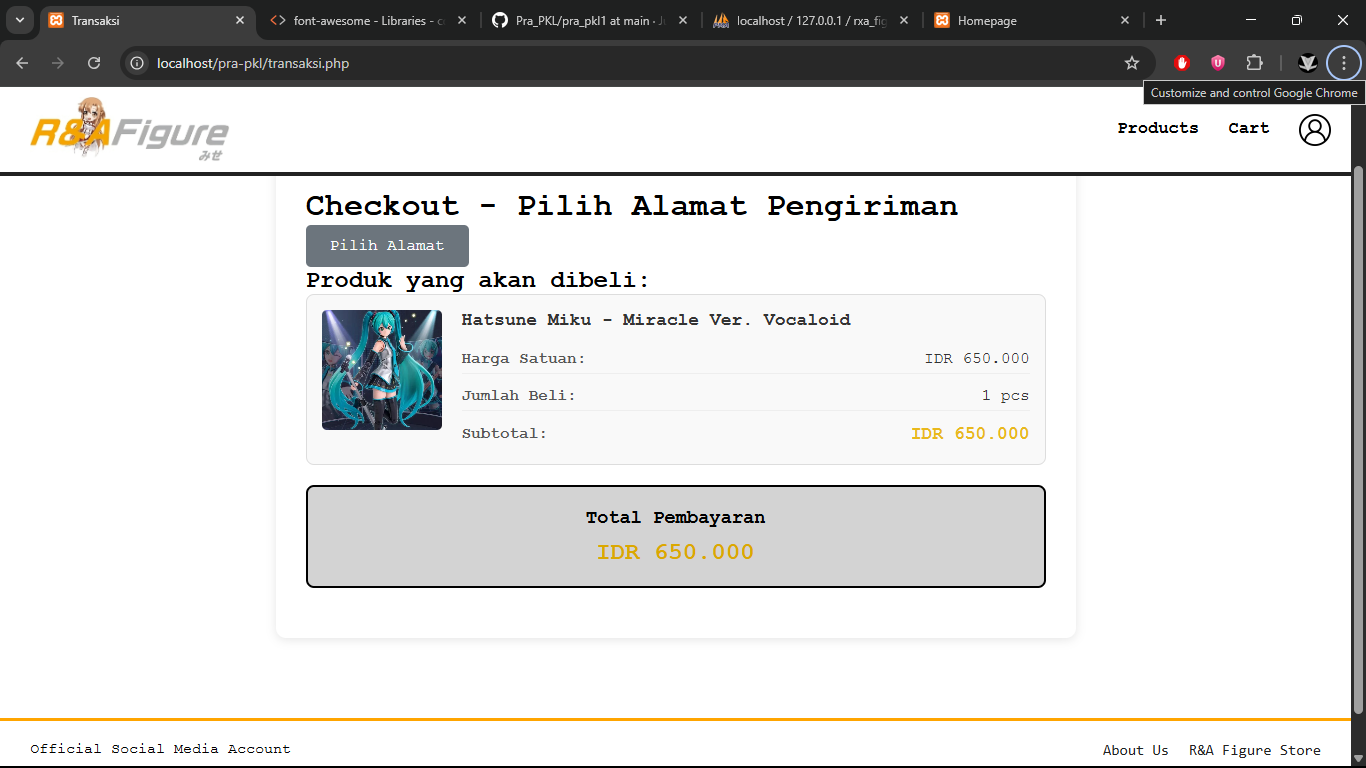 Transaksi
font-awesome - Libraries - c
Pra_PKL/pra_pkl1 at main · J
localhost / 127.0.0.1 / rxa_fig
Homepage
localhost/pra-pkl/transaksi.php
Customize and control Google Chrome
R&A Figure
みせ
Products Cart
Checkout - Pilih Alamat Pengiriman
Pilih Alamat
Produk yang akan dibeli:
Hatsune Miku - Miracle Ver. Vocaloid
Harga Satuan: IDR 650.000
Jumlah Beli: 1 pcs
Subtotal: IDR 650.000
Total Pembayaran
IDR 650.000
Official Social Media Account
About Us R&A Figure Store